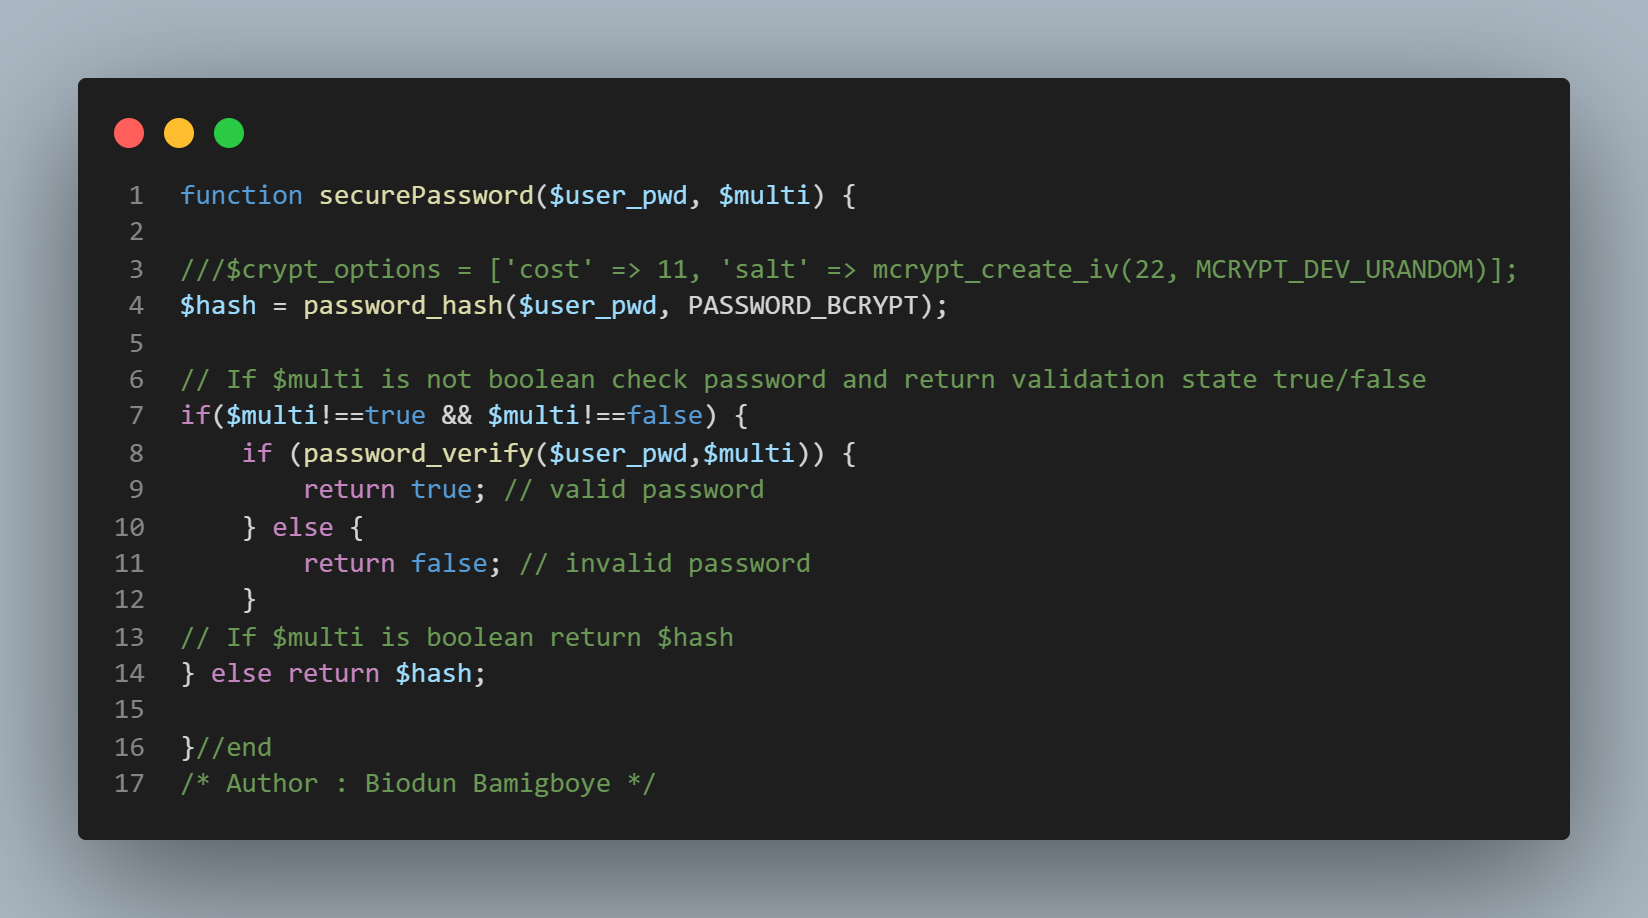 1 function securePassword($user_pwd, $multi) {
2
3 ///$crypt_options = ['cost' => 11, 'salt' => mcrypt_create_iv(22, MCRYPT_DEV_URANDOM)];
4 $hash = password_hash($user_pwd, PASSWORD_BCRYPT);
5
6 // If $multi is not boolean check password and return validation state true/false
7 if($multi!==true && $multi!==false) {
8     if (password_verify($user_pwd,$multi)) {
9         return true; // valid password
10     } else {
11         return false; // invalid password
12     }
13 // If $multi is boolean return $hash
14 } else return $hash;
15
16 }//end
17 /* Author : Biodun Bamigboye */